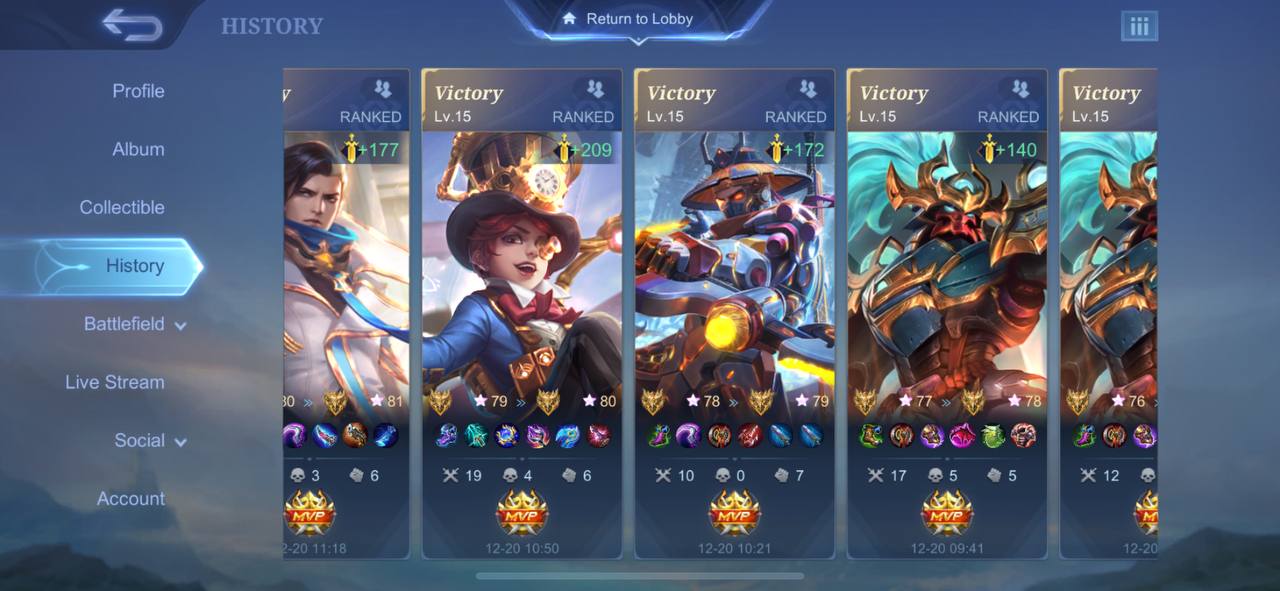 HISTORY
Return to Lobby
Profile
Album
Collectible
History
Battlefield
Live Stream
Social
Account
y
RANKED
+177
80 » 81
3 6
MVP
2-20 11:18
Victory
Lv.15 RANKED
+209
79 » 80
19 4 6
MVP
12-20 10:50
Victory
Lv.15 RANKED
+172
78 » 79
10 0 7
MVP
12-20 10:21
Victory
Lv.15 RANKED
+140
77 » 78
17 5 5
MVP
12-20 09:41
Victory
Lv.15
76
12
MV
12-20